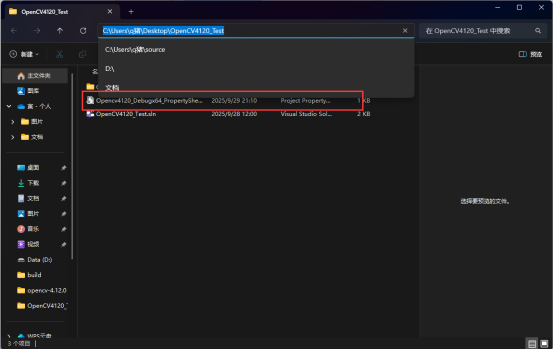 OpenCV4120_Test
C:\Users\q猪\Desktop\OpenCV4120_Test
在 OpenCV4120_Test 中搜索
新建
预览
C:\Users\q猪\source
D:\
文档
主文件夹
图库
- 个人
图片
文档
Opencv4120_Debugx64_PropertyShe... 2025/9/29 21:10 Project Property... 1 KB
OpenCV4120_Test.sln 2025/9/28 12:00 Visual Studio Sol... 2 KB
桌面
下载
文档
图片
音乐
视频
Data (D:)
build
opencv-4.12.0
OpenCV4120_T
WPS云盘
选择要预览的文件。
3 个项目